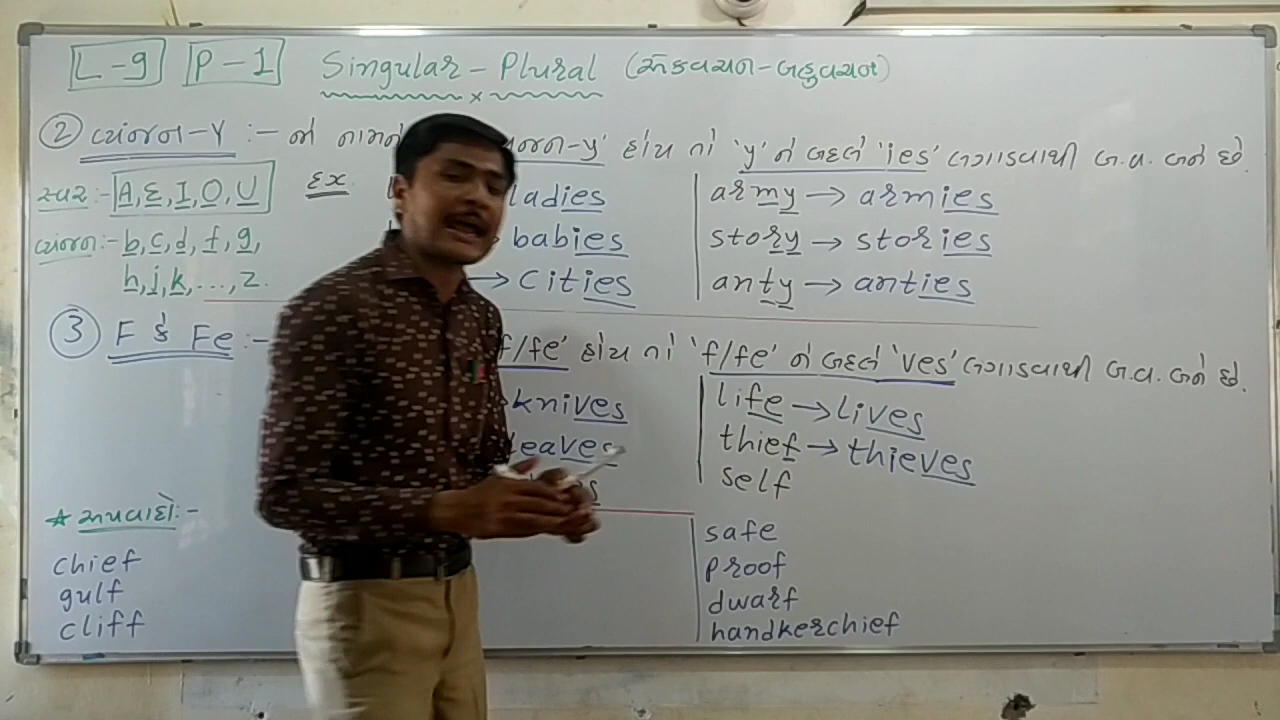 L-9 P-1 Singular - Plural (એકવચન-બહુવચન)
② વ્યંજન-Y :- જો નામને 'y' હોય તો 'y' ને બદલે 'ies' લગાડવાથી બ.વ. બને છે.
સ્વર :- A, E, I, O, U
Ex
ladies
army → armies
વ્યંજન :- b, c, d, f, g,
babies
story → stories
h, j, k, ..., z.
→ cities
anty → anties
③ F કે Fe :- f/fe' હોય તો 'f/fe' ને બદલે 'ves' લગાડવાથી બ.વ. બને છે.
knives
life → lives
leaves
thief → thieves
self
* અપવાદો :-
safe
chief
proof
gulf
dwarf
cliff
handkerchief